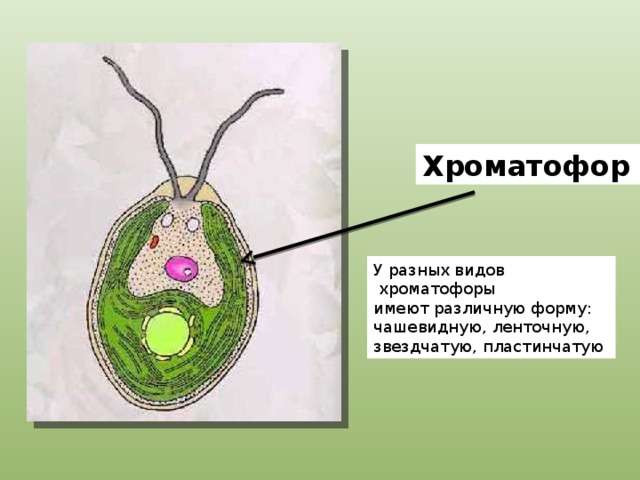 Хроматофор
У разных видов
хроматофоры
имеют различную форму:
чашевидную, ленточную,
звездчатую, пластинчатую